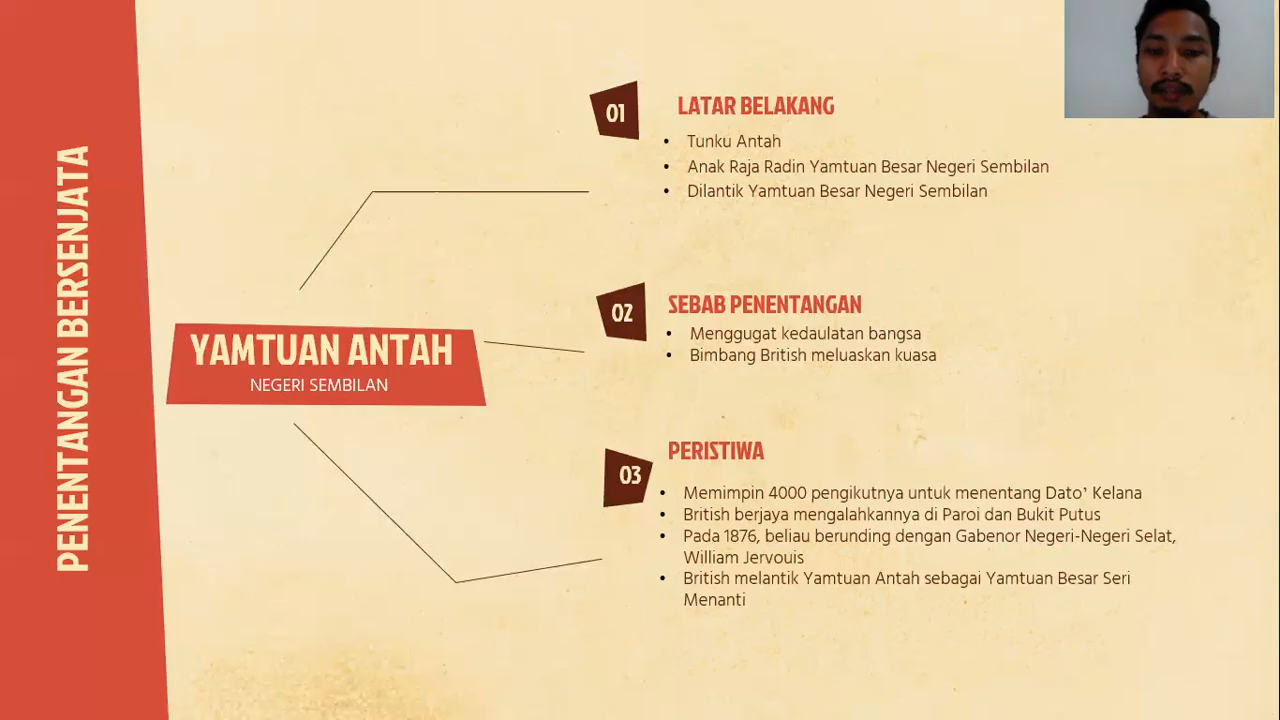 PENENTANGAN BERSENJATA
YAMTUAN ANTAH
NEGERI SEMBILAN
01
LATAR BELAKANG
• Tunku Antah
• Anak Raja Radin Yamtuan Besar Negeri Sembilan
• Dilantik Yamtuan Besar Negeri Sembilan
02
SEBAB PENENTANGAN
• Menggugat kedaulatan bangsa
• Bimbang British meluaskan kuasa
03
PERISTIWA
• Memimpin 4000 pengikutnya untuk menentang Dato’ Kelana
• British berjaya mengalahkannya di Paroi dan Bukit Putus
• Pada 1876, beliau berunding dengan Gabenor Negeri-Negeri Selat,
William Jervouis
• British melantik Yamtuan Antah sebagai Yamtuan Besar Seri
Menanti